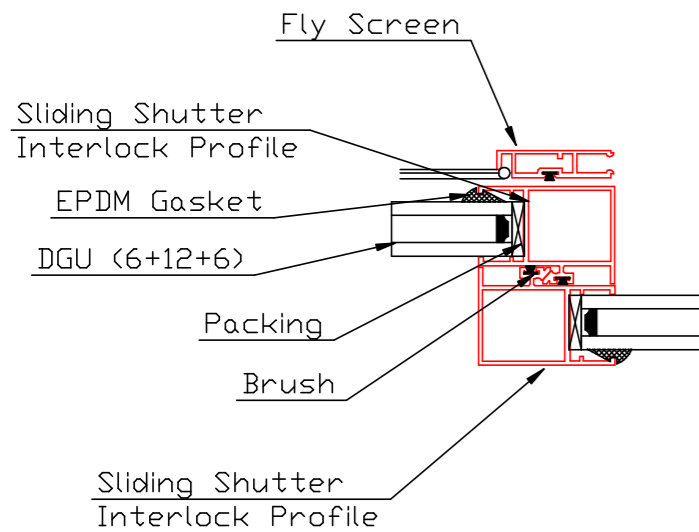 Fly Screen
Sliding Shutter
Interlock Profile
EPDM Gasket
DGU (6+12+6)
Packing
Brush
Sliding Shutter
Interlock Profile